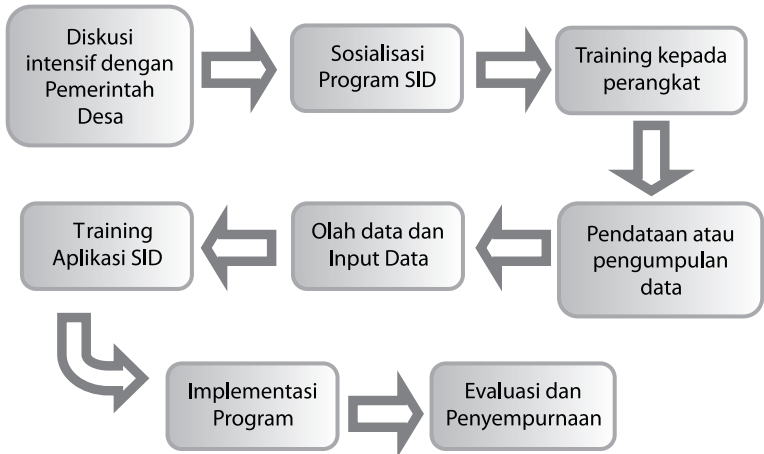 Diskusi
intensif dengan
Pemerintah
Desa
Sosialisasi
Program SID
Training kepada
perangkat
Pendataan atau
pengumpulan
data
Olah data dan
Input Data
Training
Aplikasi SID
Implementasi
Program
Evaluasi dan
Penyempurnaan